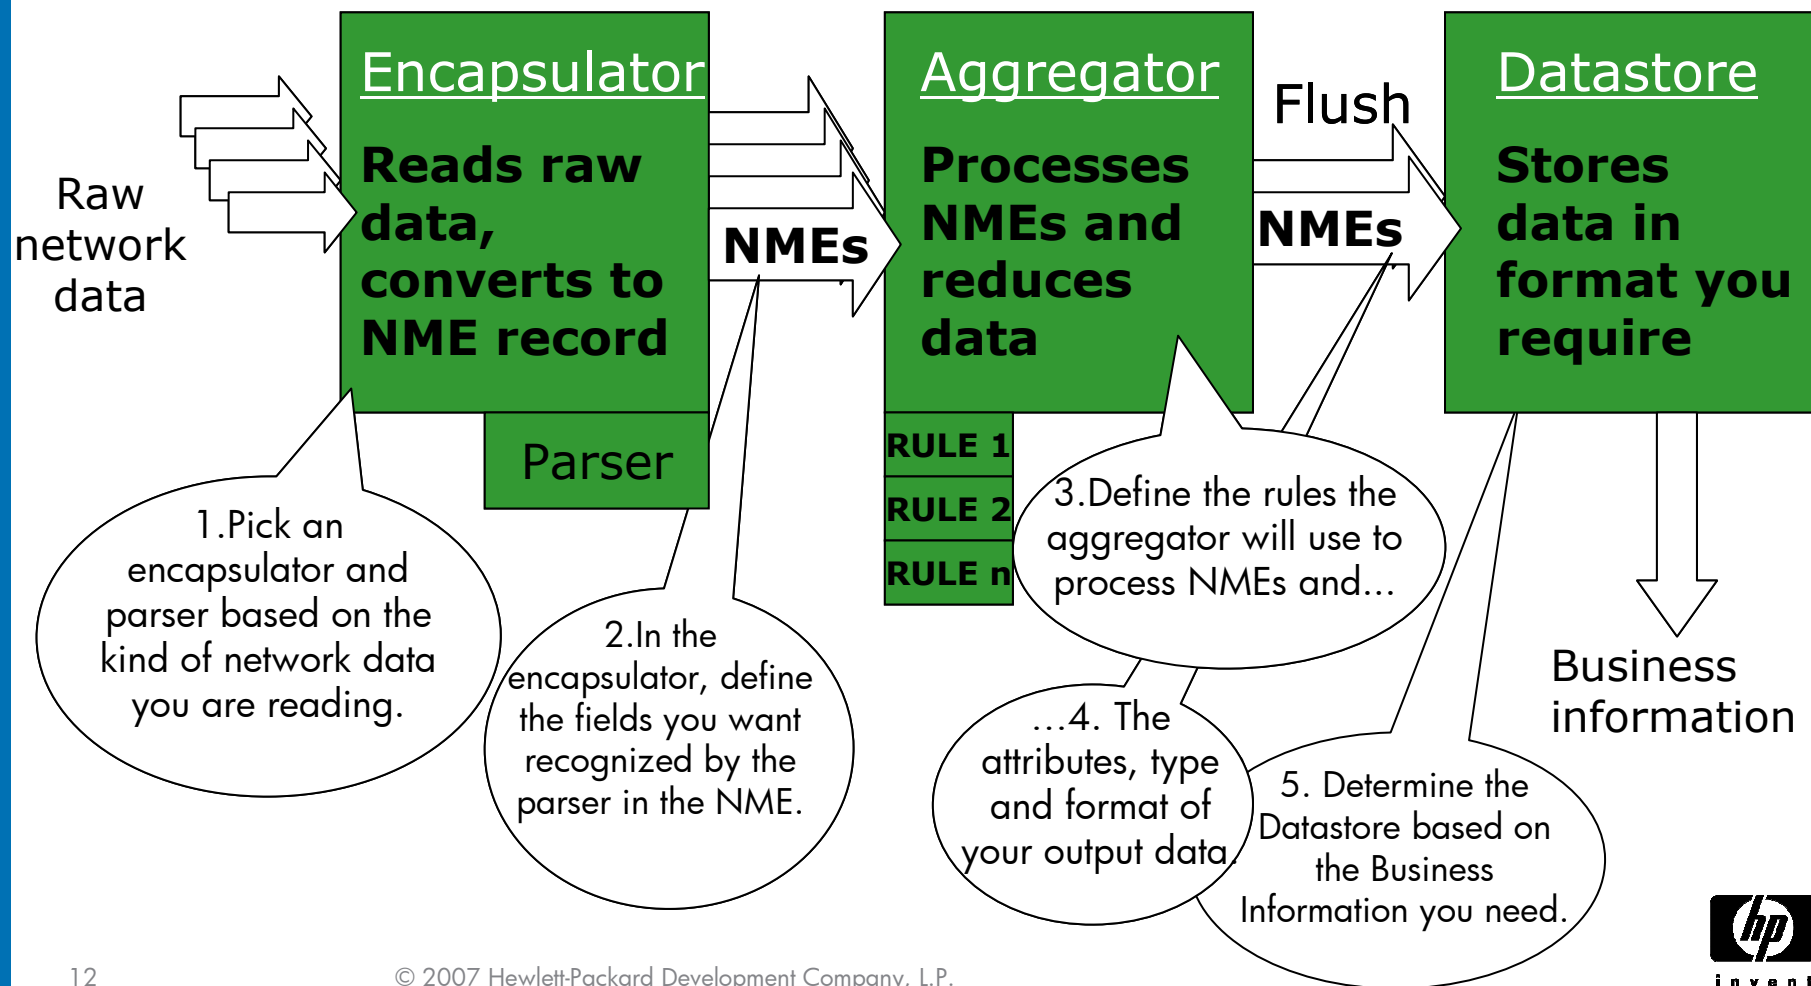 Raw
network
data
Encapsulator
Reads raw
data,
converts to
NME record
Parser
NMEs
Aggregator
Processes
NMEs and
reduces
data
RULE 1
RULE 2
RULE n
Flush
NMEs
Datastore
Stores
data in
format you
require
Business
information
1.Pick an
encapsulator and
parser based on the
kind of network data
you are reading.
2.In the
encapsulator, define
the fields you want
recognized by the
parser in the NME.
3.Define the rules the
aggregator will use to
process NMEs and...
...4. The
attributes, type
and format of
your output data.
5. Determine the
Datastore based on
the Business
Information you need.
12
© 2007 Hewlett-Packard Development Company, L.P.
hp
invent